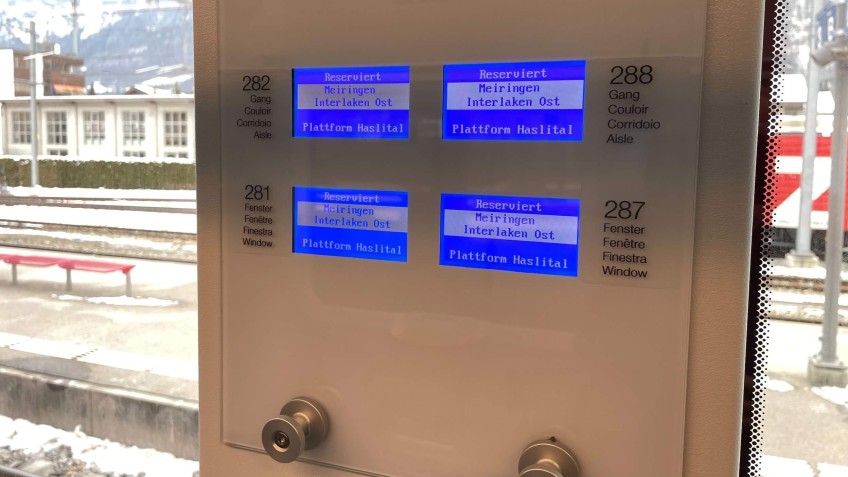 282
Gang
Couloir
Corridoio
Aisle
Reserviert
Meiringen
Interlaken Ost
Plattform Haslital
Reserviert
Meiringen
Interlaken Ost
Plattform Haslital
288
Gang
Couloir
Corridoio
Aisle
281
Fenster
Fenêtre
Finestra
Window
Reserviert
Meiringen
Interlaken Ost
Plattform Haslital
Reserviert
Meiringen
Interlaken Ost
Plattform Haslital
287
Fenster
Fenêtre
Finestra
Window